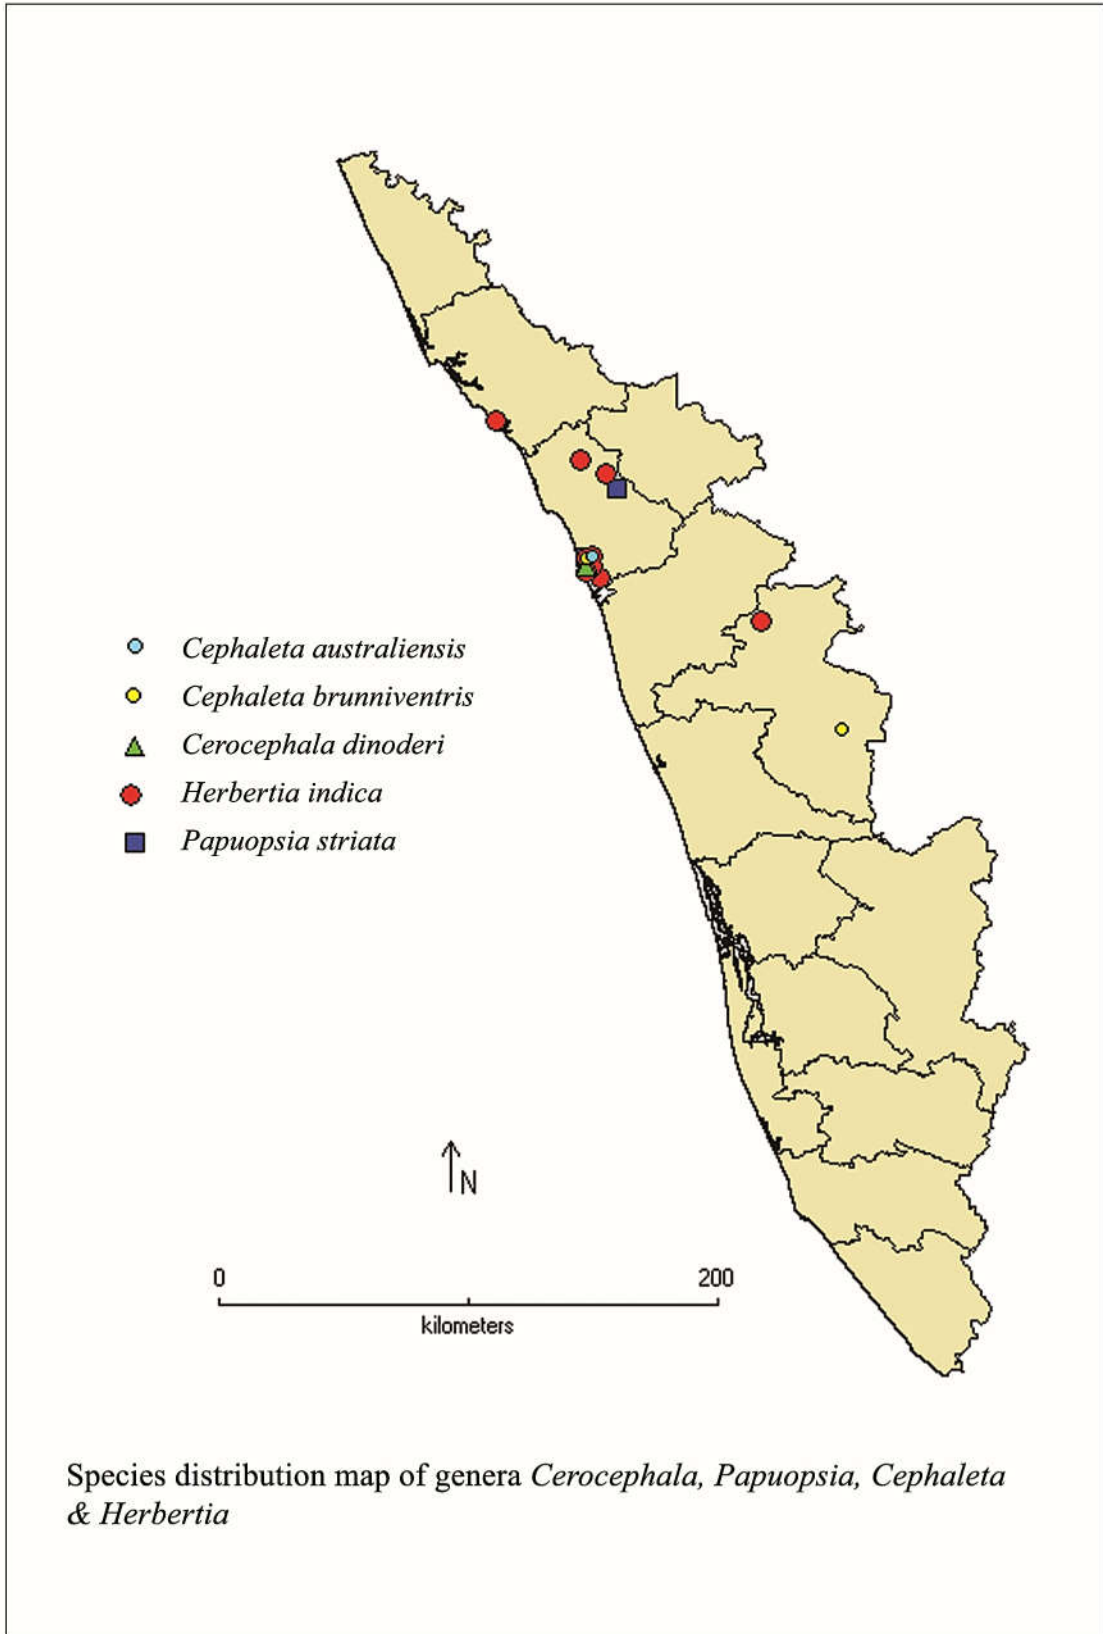 Cephaleta australiensis
Cephaleta brunniventris
Cerocephala dinoderi
Herbertia indica
Papuopsia striata
N
0 200
kilometers
Species distribution map of genera Cerocephala, Papuopsia, Cephaleta
& Herbertia